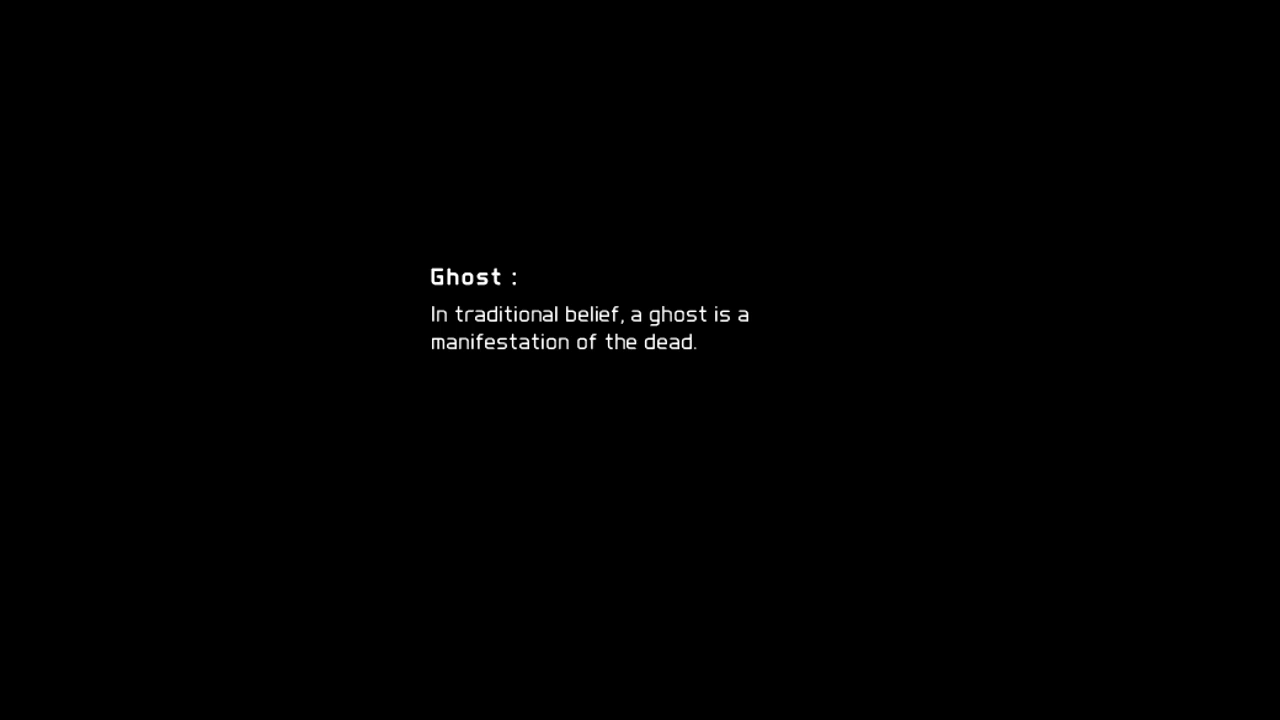 Ghost :
In traditional belief, a ghost is a
manifestation of the dead.